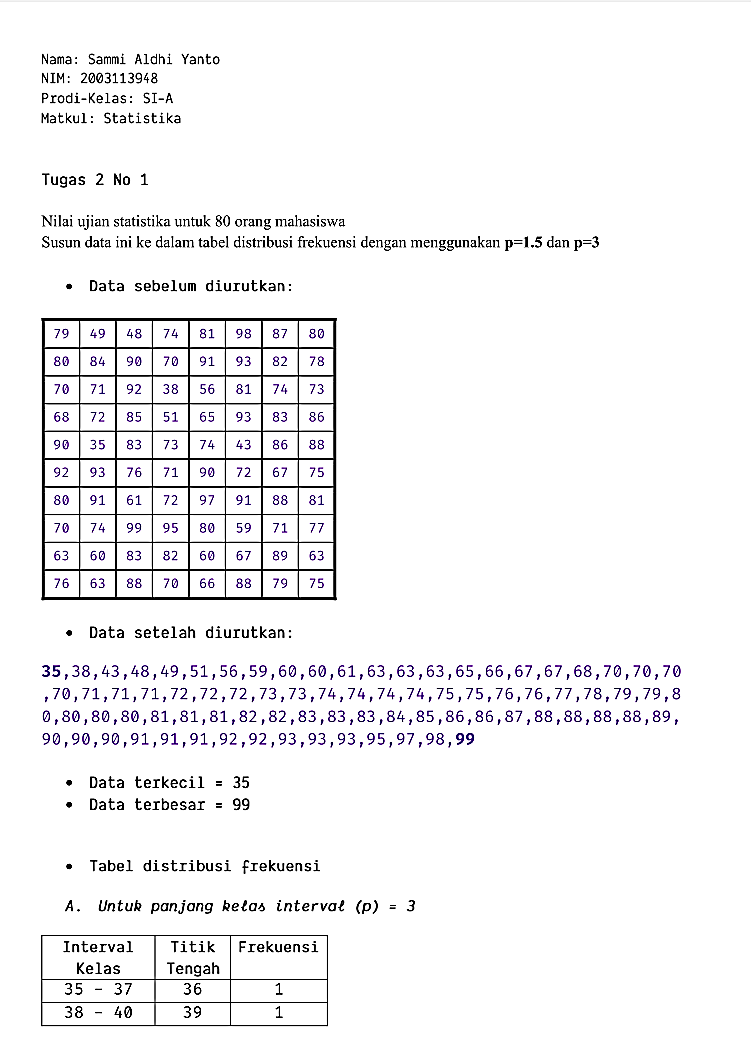 Nama: Sammi Aldhi Yanto
NIM: 2003113948
Prodi-Kelas: SI-A
Matkul: Statistika
Tugas 2 No 1
Nilai ujian statistika untuk 80 orang mahasiswa
Susun data ini ke dalam tabel distribusi frekuensi dengan menggunakan p=1.5 dan p=3
• Data sebelum diurutkan:
79 49 48 74 81 98 87 80
80 84 90 70 91 93 82 78
70 71 92 38 56 81 74 73
68 72 85 51 65 93 83 86
90 35 83 73 74 43 86 88
92 93 76 71 90 72 67 75
80 91 61 72 97 91 88 81
70 74 99 95 80 59 71 77
63 60 83 82 60 67 89 63
76 63 88 70 66 88 79 75
• Data setelah diurutkan:
35,38,43,48,49,51,56,59,60,60,61,63,63,63,65,66,67,67,68,70,70,70
,70,71,71,71,72,72,72,73,73,74,74,74,74,75,75,76,76,77,78,79,79,8
0,80,80,80,81,81,81,82,82,83,83,83,84,85,86,86,87,88,88,88,88,89,
90,90,90,91,91,91,92,92,93,93,93,95,97,98,99
• Data terkecil = 35
• Data terbesar = 99
• Tabel distribusi frekuensi
A. Untuk panjang kelas interval (p) = 3
Interval Titik Frekuensi
Kelas Tengah
35 - 37 36 1
38 - 40 39 1